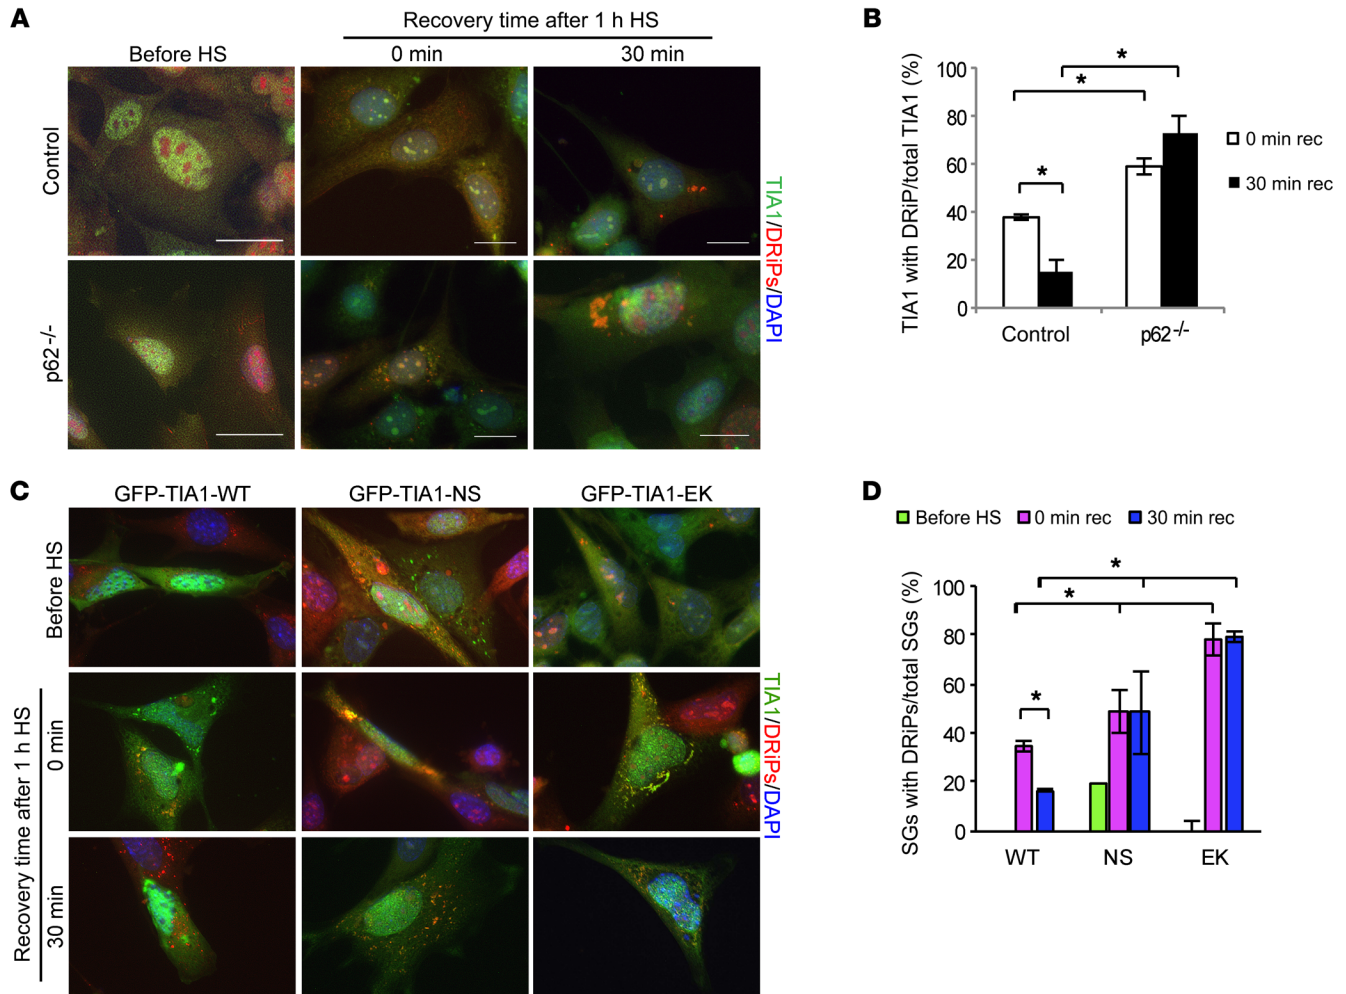 A
Recovery time after 1 h HS
Before HS
0 min
30 min
Control
p62-/-
TIA1/DRiPs/DAPI
B
TIA1 with DRiP/total TIA1 (%)
100
80
60
40
20
0
*
*
*
0 min rec
30 min rec
Control
p62-/-
C
GFP-TIA1-WT
GFP-TIA1-NS
GFP-TIA1-EK
Before HS
Recovery time after 1 h HS
0 min
30 min
TIA1/DRiPs/DAPI
D
Before HS
0 min rec
30 min rec
SGs with DRiPs/total SGs (%)
100
80
60
40
20
0
*
*
*
WT
NS
EK